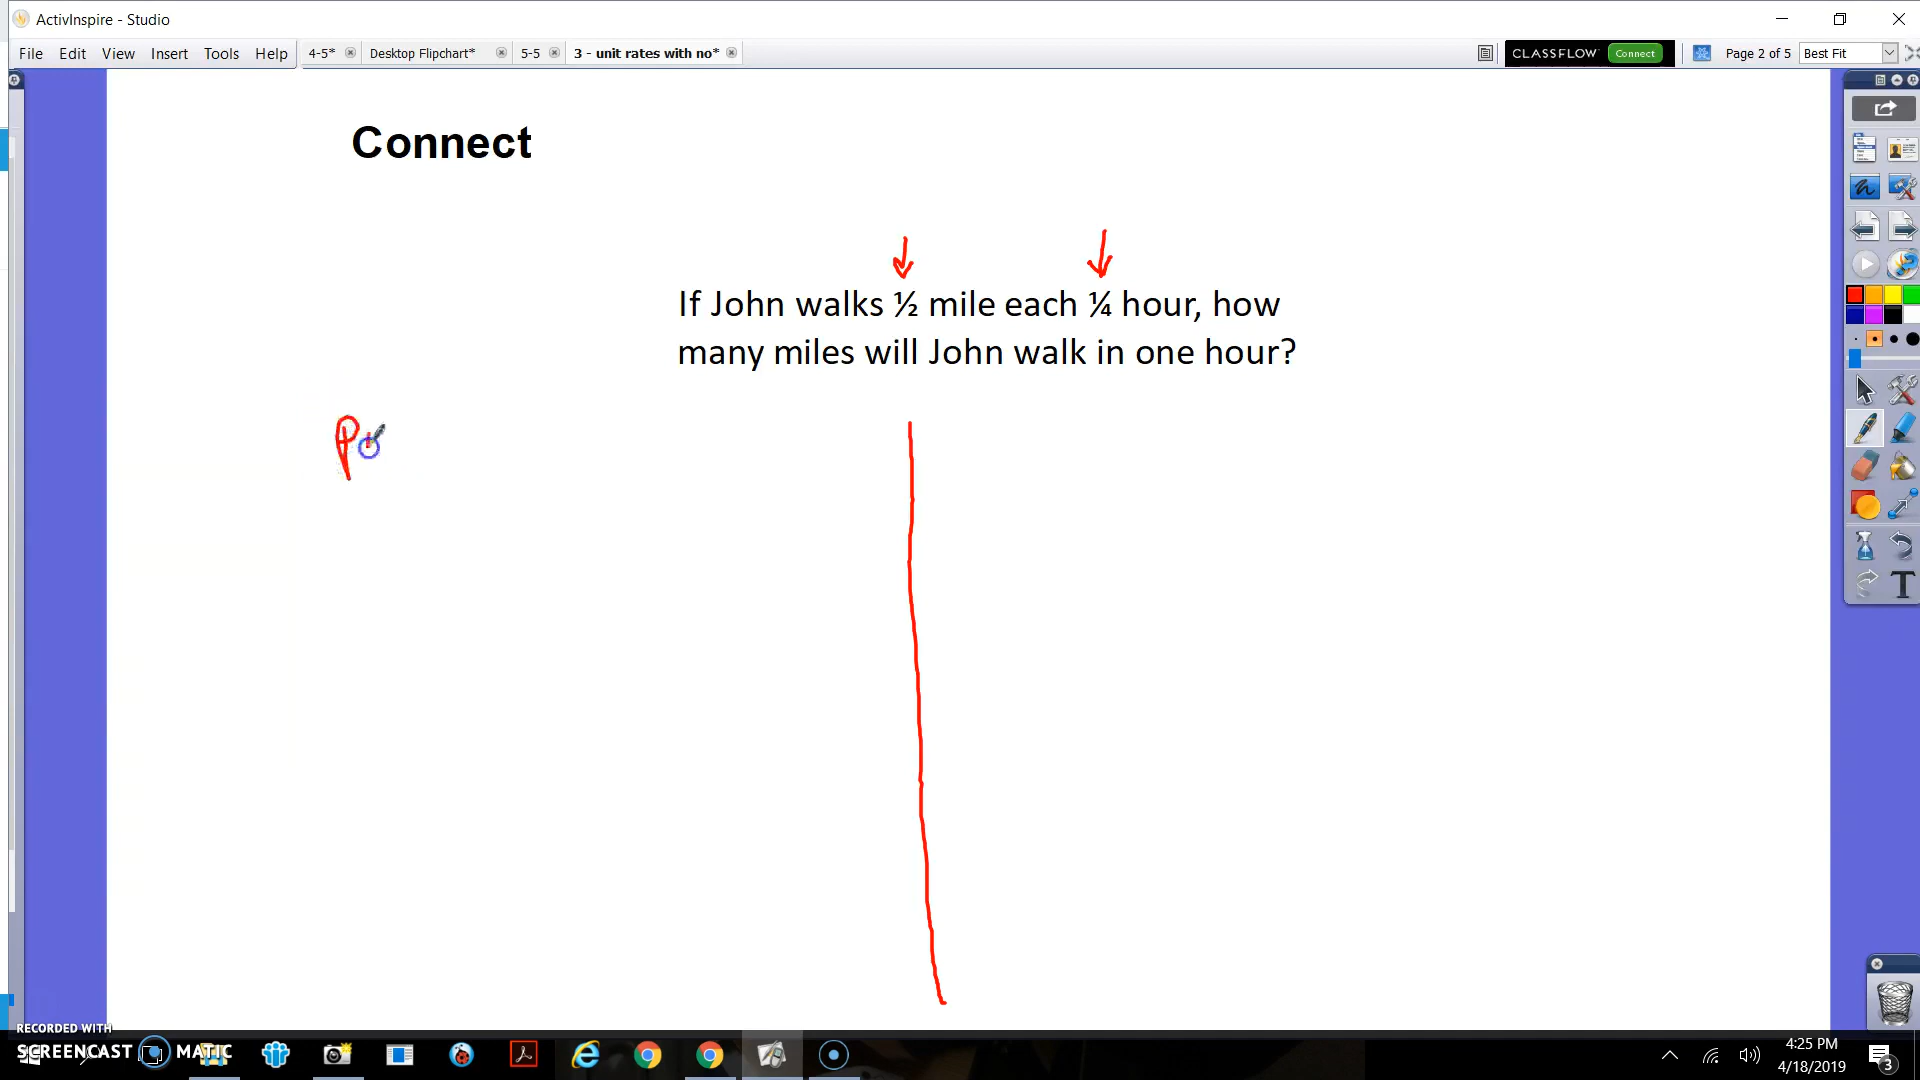 ActivInspire - Studio
File Edit View Insert Tools Help 4-5* Desktop Flipchart* 5-5 3 - unit rates with no* CLASSFLOW Connect Page 2 of 5 Best Fit
Connect
If John walks ½ mile each ¼ hour, how
many miles will John walk in one hour?
T
RECORDED WITH
SCREENCAST MATIC
4:25 PM
4/18/2019
3